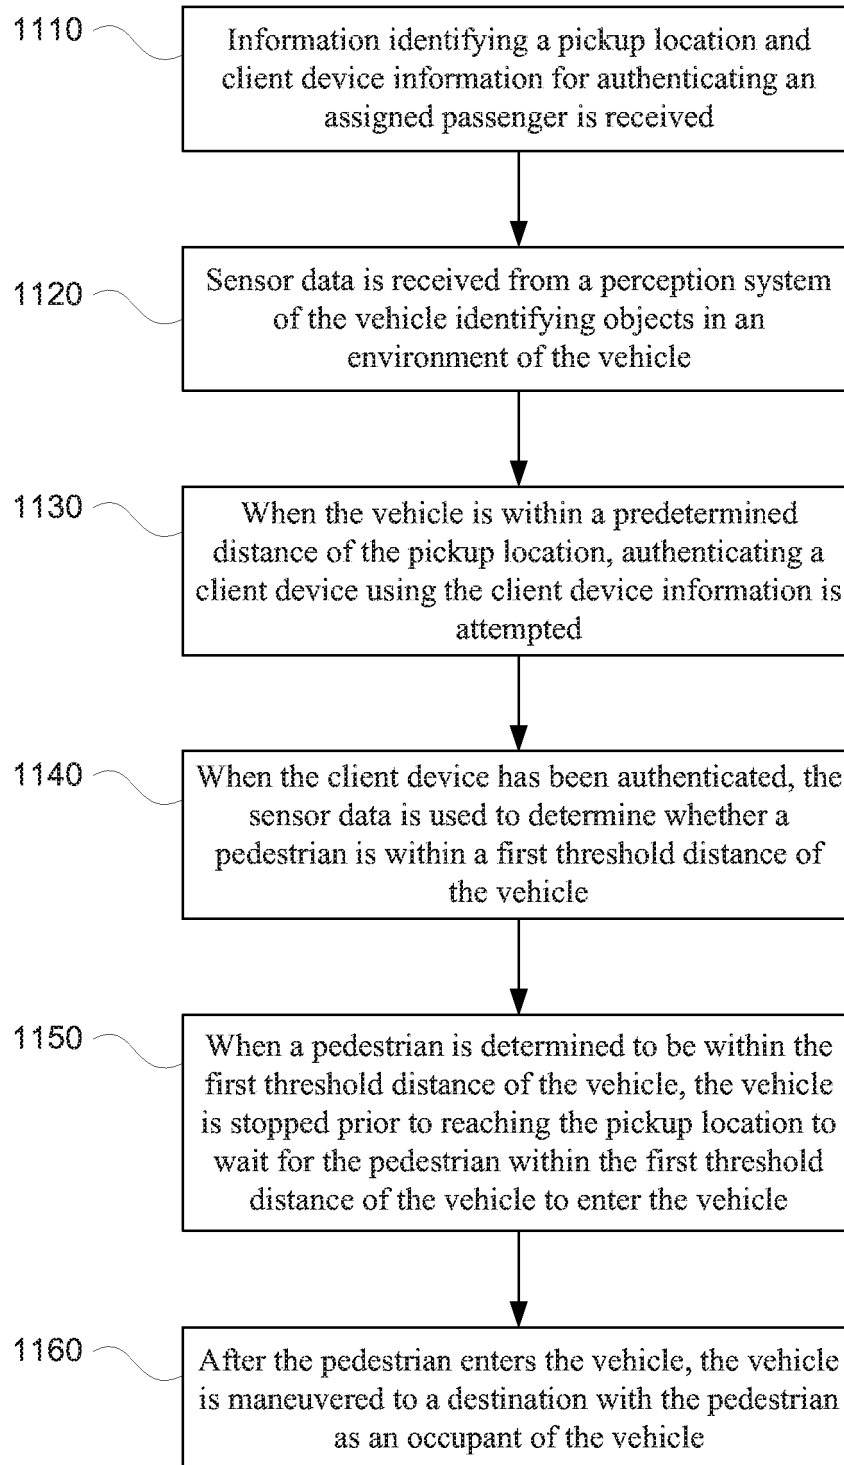 1110
Information identifying a pickup location and
client device information for authenticating an
assigned passenger is received
1120
Sensor data is received from a perception system
of the vehicle identifying objects in an
environment of the vehicle
1130
When the vehicle is within a predetermined
distance of the pickup location, authenticating a
client device using the client device information is
attempted
1140
When the client device has been authenticated, the
sensor data is used to determine whether a
pedestrian is within a first threshold distance of
the vehicle
1150
When a pedestrian is determined to be within the
first threshold distance of the vehicle, the vehicle
is stopped prior to reaching the pickup location to
wait for the pedestrian within the first threshold
distance of the vehicle to enter the vehicle
1160
After the pedestrian enters the vehicle, the vehicle
is maneuvered to a destination with the pedestrian
as an occupant of the vehicle